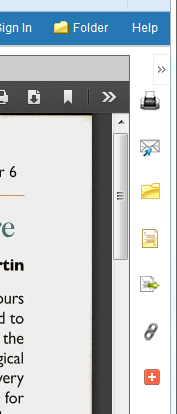 Sign In Folder Help
r 6
re
rtin
ours
d to
the
gical
very
for